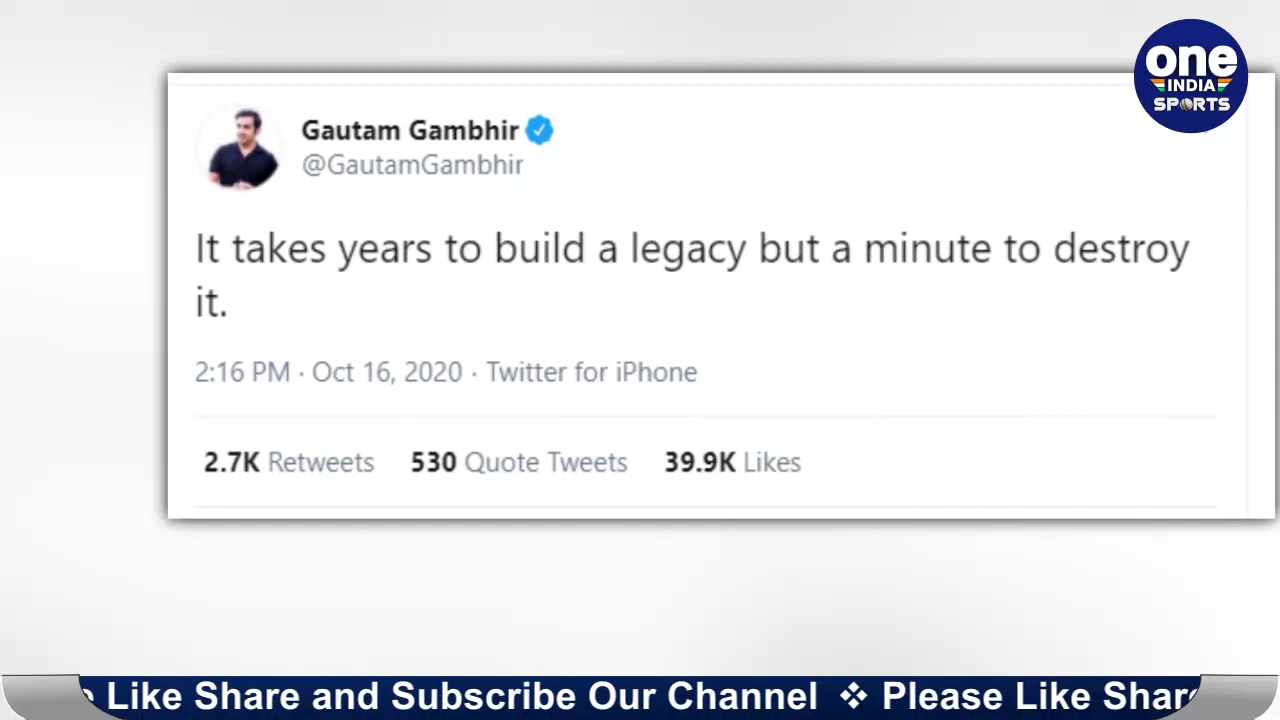 one
INDIA
SPORTS
Gautam Gambhir
@GautamGambhir
It takes years to build a legacy but a minute to destroy
it.
2:16 PM · Oct 16, 2020 · Twitter for iPhone
2.7K Retweets 530 Quote Tweets 39.9K Likes
Like Share and Subscribe Our Channel ❖ Please Like Share